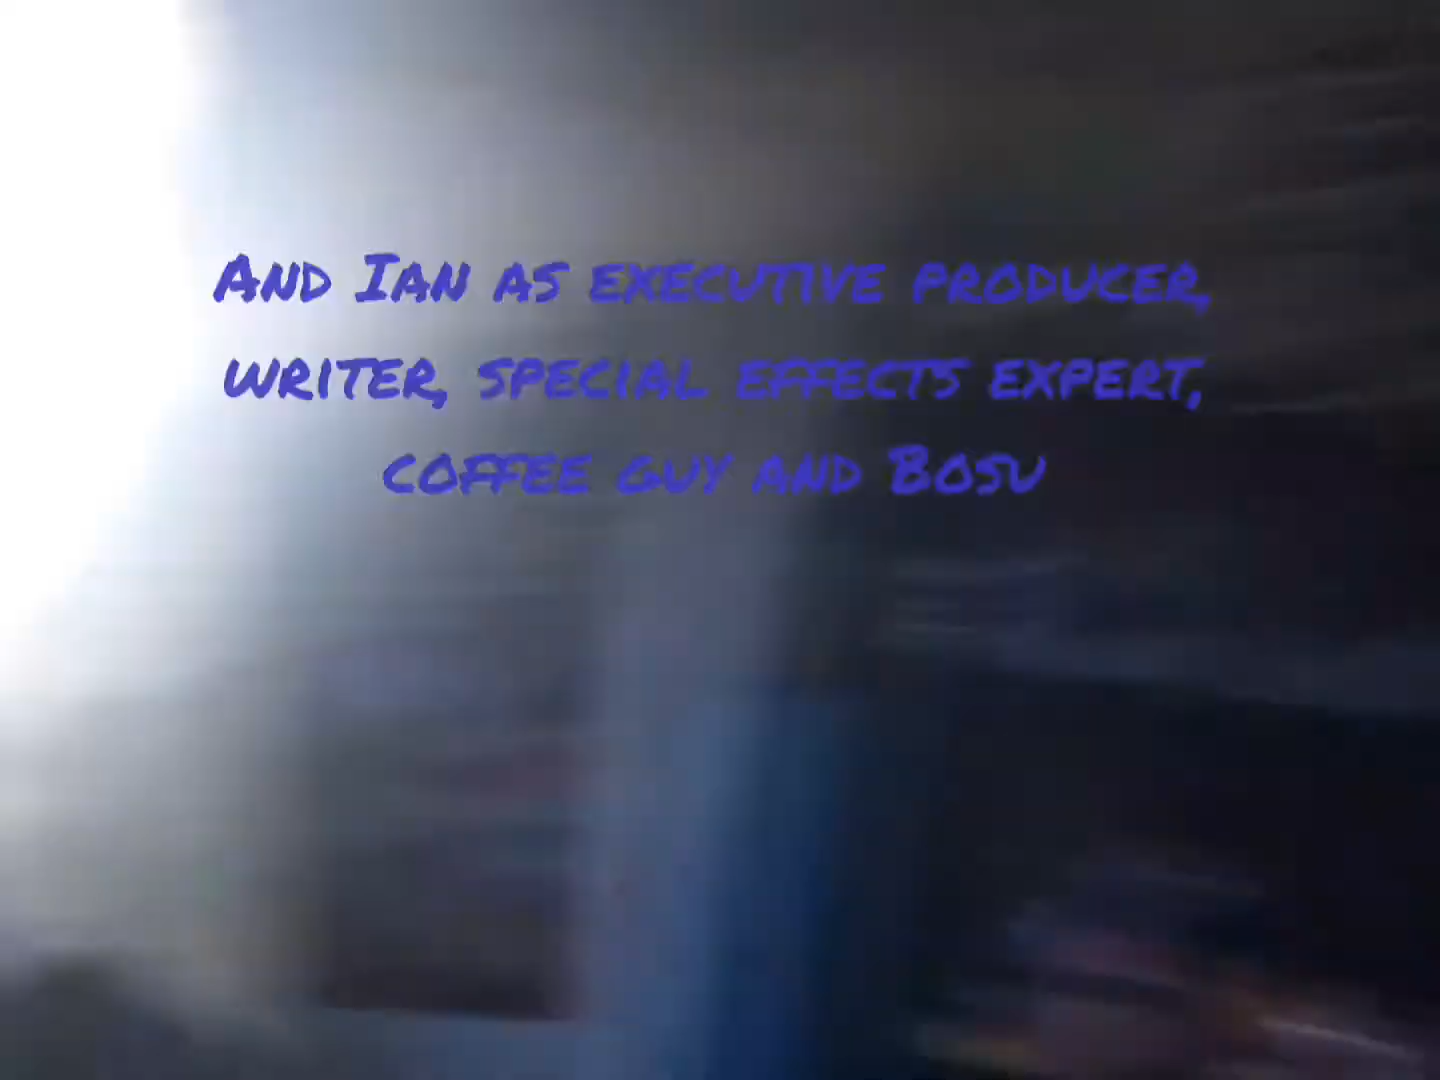 And Ian as executive producer,
writer, special effects expert,
coffee guy and Bosu